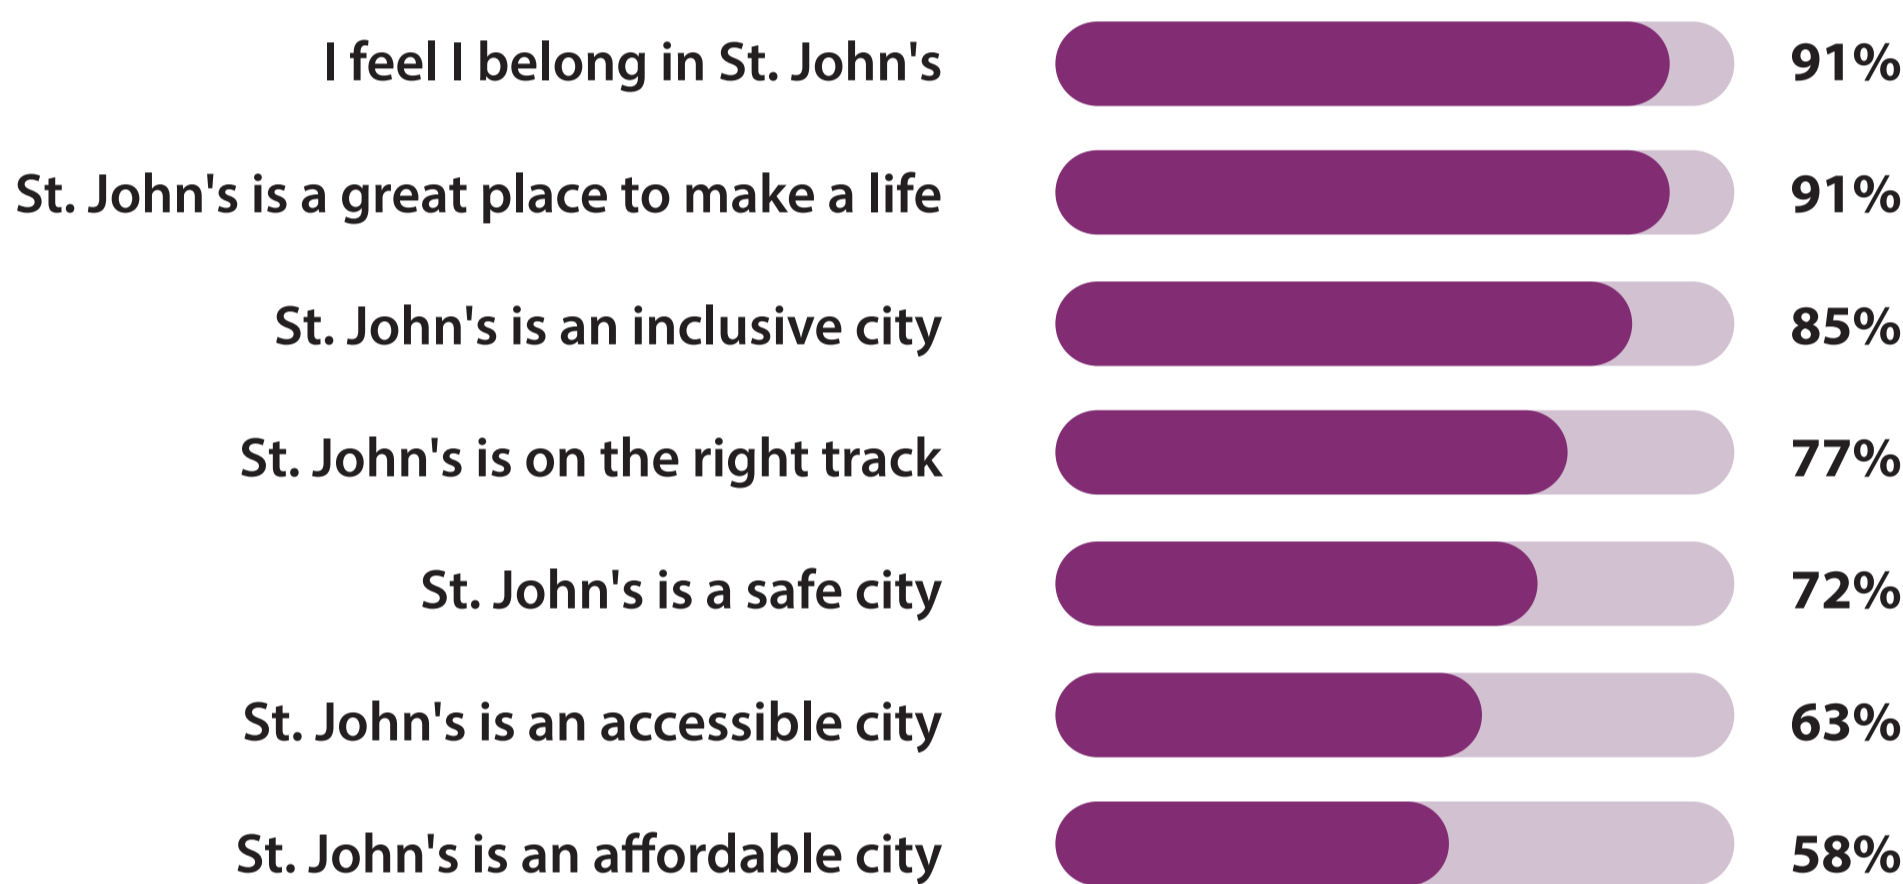 I feel I belong in St. John's 91%
St. John's is a great place to make a life 91%
St. John's is an inclusive city 85%
St. John's is on the right track 77%
St. John's is a safe city 72%
St. John's is an accessible city 63%
St. John's is an affordable city 58%